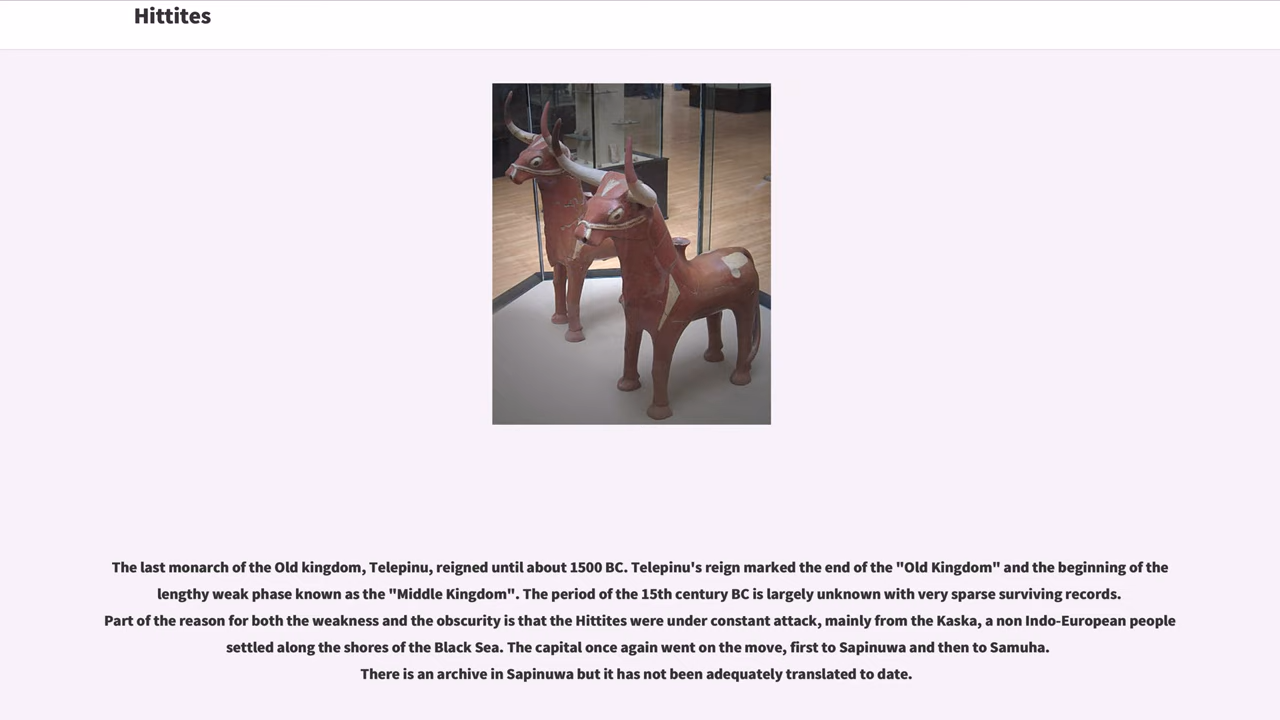 Hittites
The last monarch of the Old kingdom, Telepinu, reigned until about 1500 BC. Telepinu's reign marked the end of the "Old Kingdom" and the beginning of the
lengthy weak phase known as the "Middle Kingdom". The period of the 15th century BC is largely unknown with very sparse surviving records.
Part of the reason for both the weakness and the obscurity is that the Hittites were under constant attack, mainly from the Kaska, a non Indo-European people
settled along the shores of the Black Sea. The capital once again went on the move, first to Sapinuwa and then to Samuha.
There is an archive in Sapinuwa but it has not been adequately translated to date.